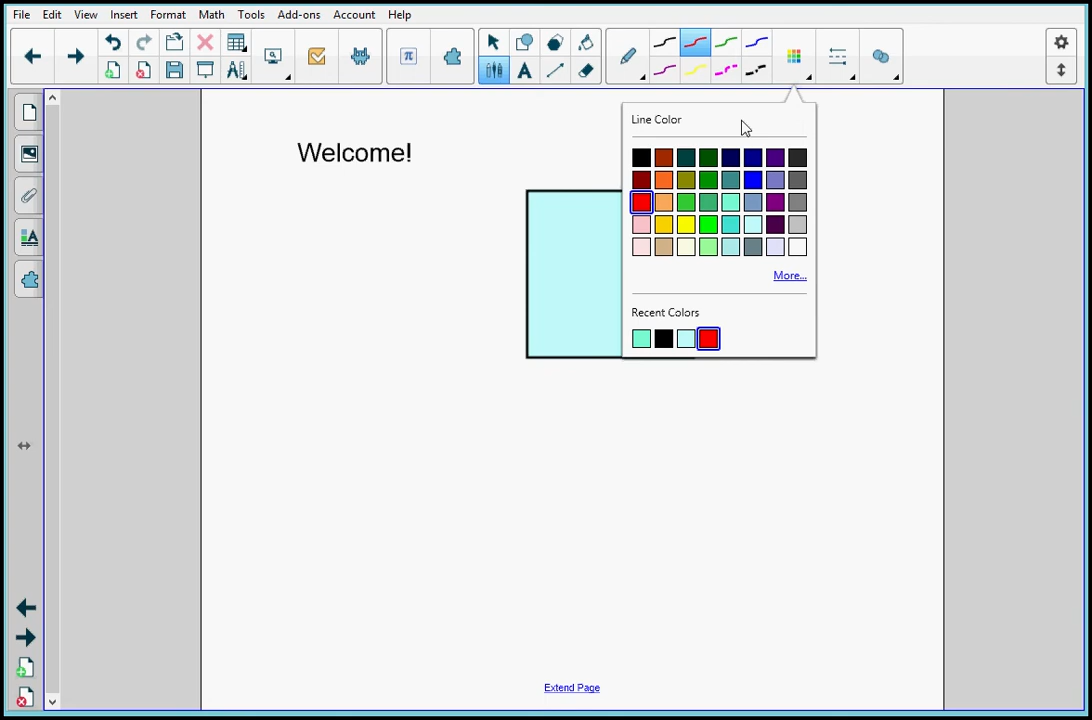 File Edit View Insert Format Math Tools Add-ons Account Help
π
A
Line Color
Welcome!
More...
Recent Colors
Extend Page